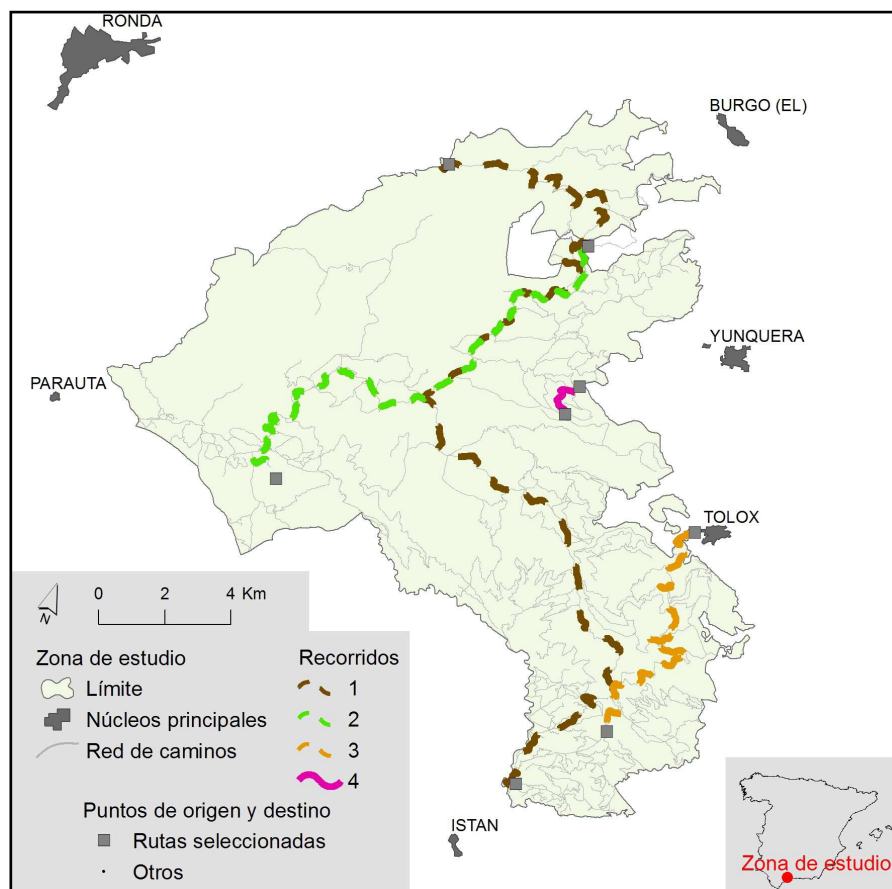 RONDA
BURGO (EL)
YUNQUERA
PARAUTA
TOLOX
ISTAN
N
0 2 4 Km
Zona de estudio
Límite
Núcleos principales
Red de caminos
Recorridos
1
2
3
4
Puntos de origen y destino
Rutas seleccionadas
Otros
Zona de estudio